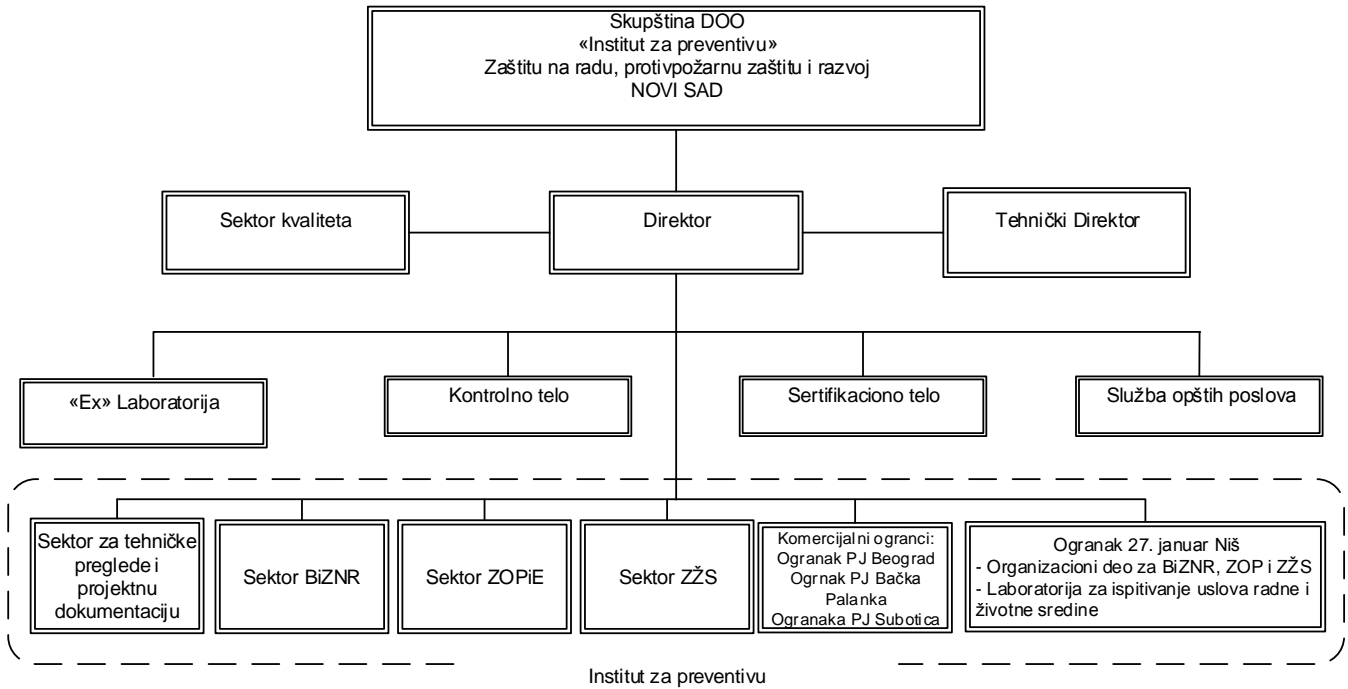 Skupština DOO
«Institut za preventivu»
Zaštitu na radu, protivpožarnu zaštitu i razvoj
NOVI SAD
Sektor kvaliteta
Direktor
Tehnički Direktor
«Ex» Laboratorija
Kontrolno telo
Sertifikaciono telo
Služba opštih poslova
Sektor za tehničke
preglede i
projektnu
dokumentaciju
Sektor BiZNR
Sektor ZOPiE
Sektor ZŽS
Komercijalni ogranci:
Ogranak PJ Beograd
Ogrnak PJ Bačka
Palanka
Ogranaka PJ Subotica
Ogranak 27. januar Niš
- Organizacioni deo za BiZNR, ZOP i ZŽS
- Laboratorija za ispitivanje uslova radne i
životne sredine
Institut za preventivu